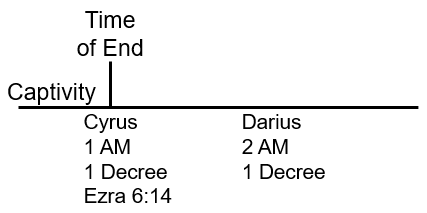 Time
of End
Captivity
Cyrus
1 AM
1 Decree
Ezra 6:14
Darius
2 AM
1 Decree